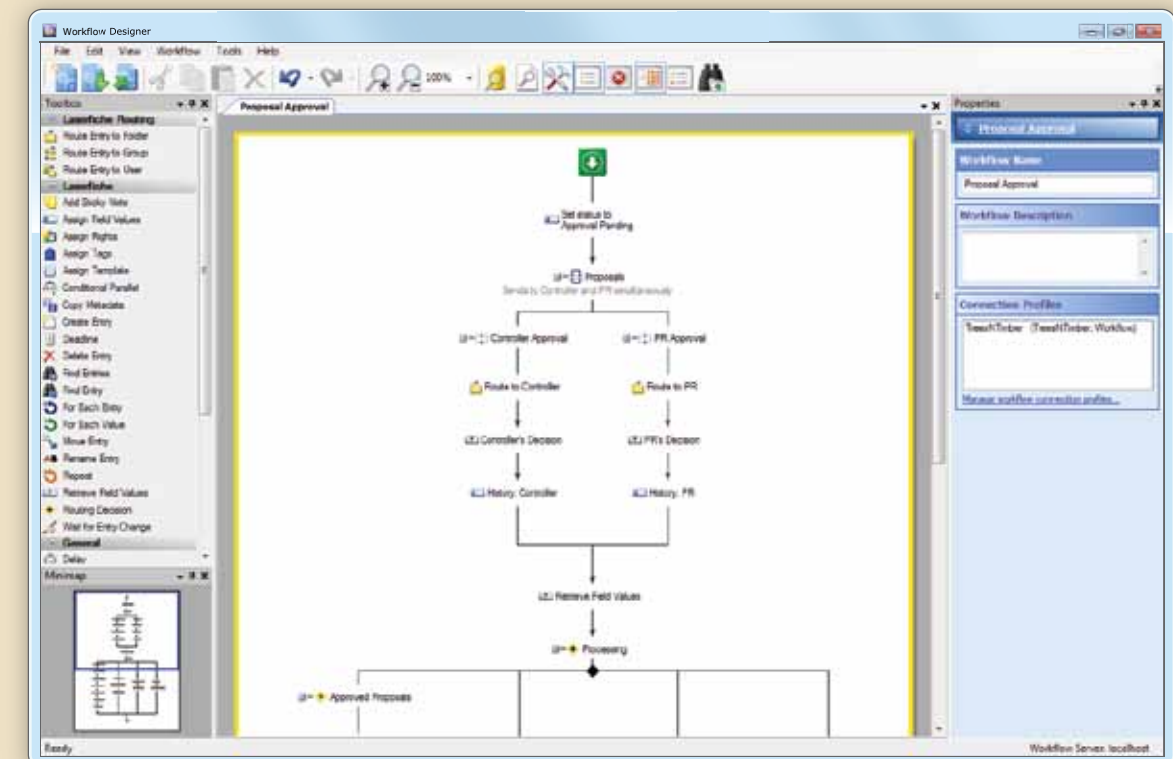 Workflow Designer
File Edit View Workflow Tools Help
100%
Toolbox
Laserfiche Routing
Route Entry to Folder
Route Entry to Group
Route Entry to User
Laserfiche
Add Sticky Note
Assign Field Values
Assign Rights
Assign Tags
Assign Template
Conditional Parallel
Copy Metadata
Create Entry
Deadline
Delete Entry
Find Entries
Find Entry
For Each Entry
For Each Value
Move Entry
Rename Entry
Repeat
Retrieve Field Values
Routing Decision
Wait for Entry Change
General
Delay
Minimap
Proposal Approval
Set status to
Approval Pending
Proposals
Sends to Controller and PR simultaneously
Controller Approval PR Approval
Route to Controller Route to PR
Controller's Decision PR's Decision
History: Controller History: PR
Retrieve Field Values
Processing
Approved Proposals
Properties
Proposal Approval
Workflow Name
Proposal Approval
Workflow Description
Connection Profiles
TreesNTimber (TreesNTimber, Workflow)
Manage workflow connection profiles...
Ready
Workflow Server: localhost